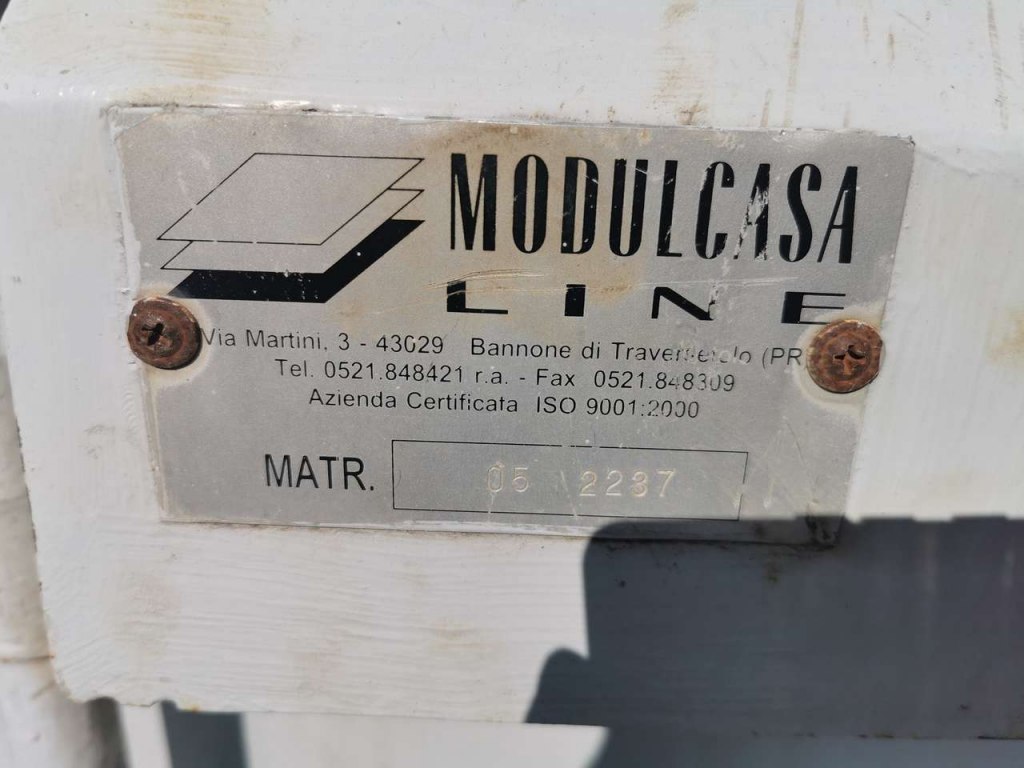 MODULCASA
LINE
Via Martini, 3 - 43029 Bannone di Traversetolo (PR)
Tel. 0521.848421 r.a. - Fax 0521.848309
Azienda Certificata ISO 9001:2000
MATR. 05 2237